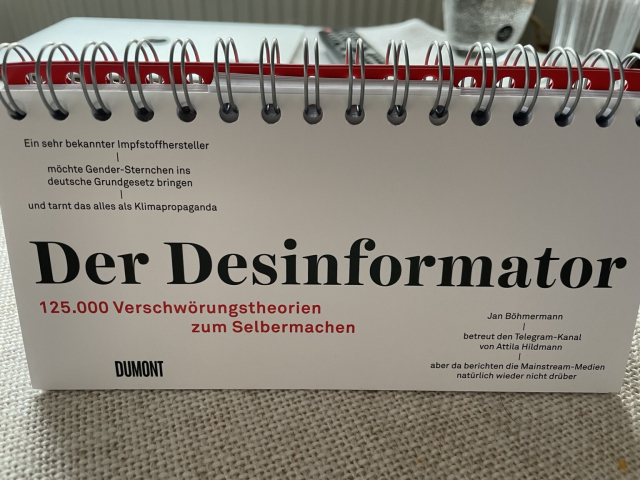 Ein sehr bekannter Impfstoffhersteller
möchte Gender-Sternchen ins
deutsche Grundgesetz bringen
und tarnt das alles als Klimapropaganda
Der Desinformator
125.000 Verschwörungstheorien
zum Selbermachen
Jan Böhmermann
betreut den Telegram-Kanal
von Attila Hildmann
aber da berichten die Mainstream-Medien
natürlich wieder nicht drüber
DUMONT